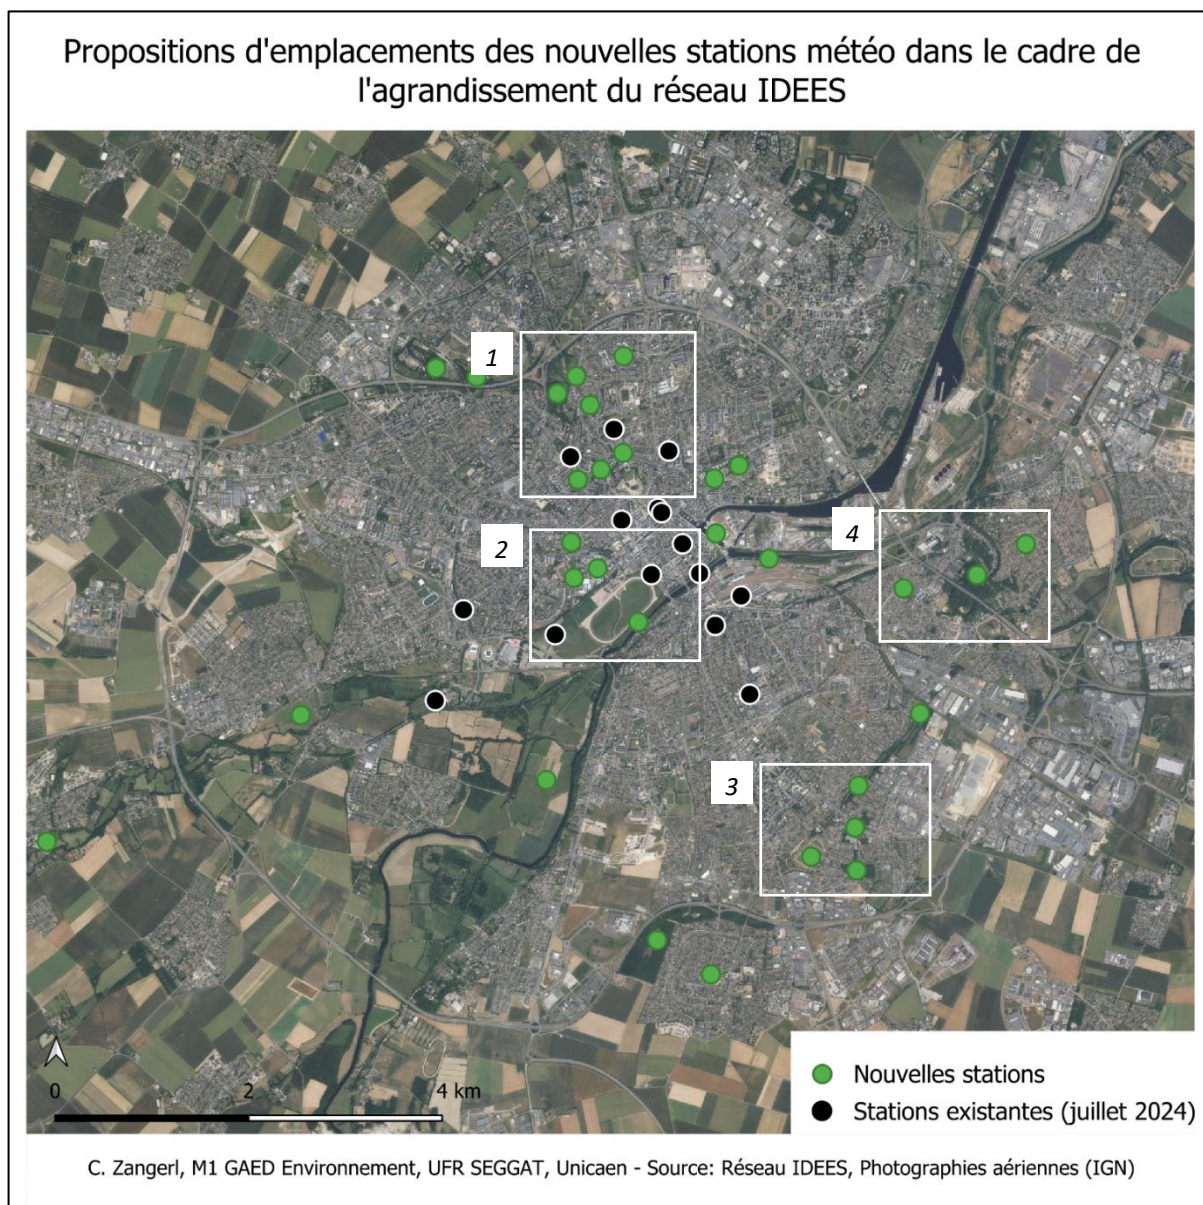 Propositions d'emplacements des nouvelles stations météo dans le cadre de
l'agrandissement du réseau IDEES
1
2
4
3
0 2 4 km
Nouvelles stations
Stations existantes (juillet 2024)
C. Zangerl, M1 GAED Environnement, UFR SEGGAT, Unicaen - Source: Réseau IDEES, Photographies aériennes (IGN)